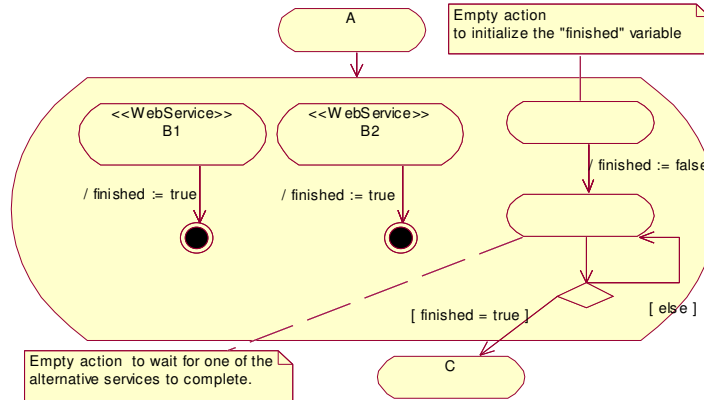 A
Empty action
to initialize the "finished" variable
<<WebService>>
B1
<<WebService>>
B2
/ finished := true
/ finished := true
/ finished := false
[ finished = true ]
[ else ]
Empty action to wait for one of the
alternative services to complete.
C